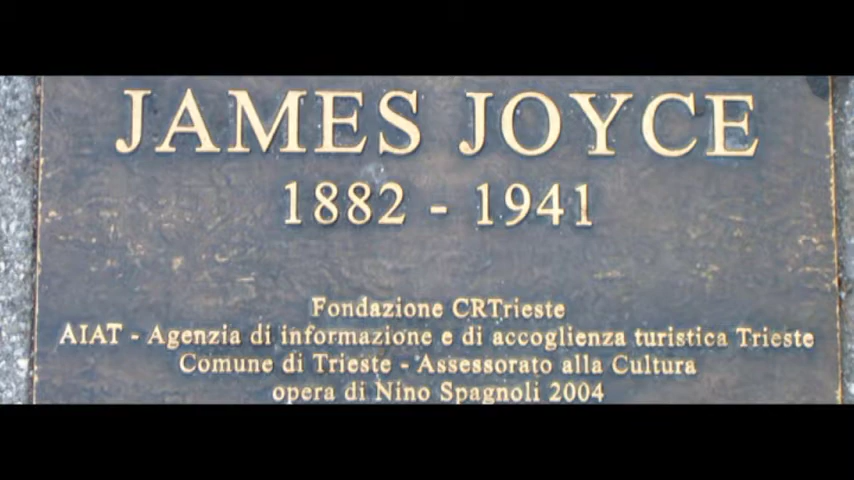 JAMES JOYCE
1882 - 1941
Fondazione CRTrieste
AIAT - Agenzia di informazione e di accoglienza turistica Trieste
Comune di Trieste - Assessorato alla Cultura
opera di Nino Spagnoli 2004